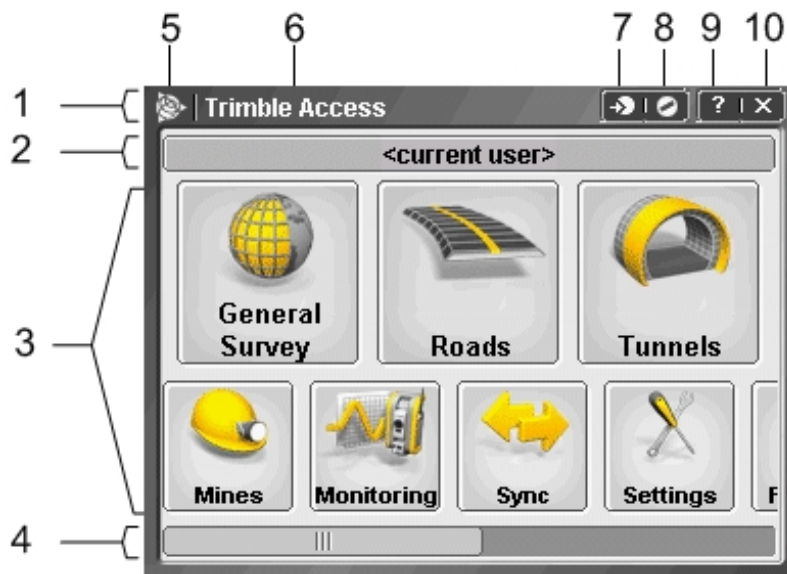 5 6 7 8 9 10
1 Trimble Access ? X
2 <current user>
General Survey Roads Tunnels
3
Mines Monitoring Sync Settings F
4